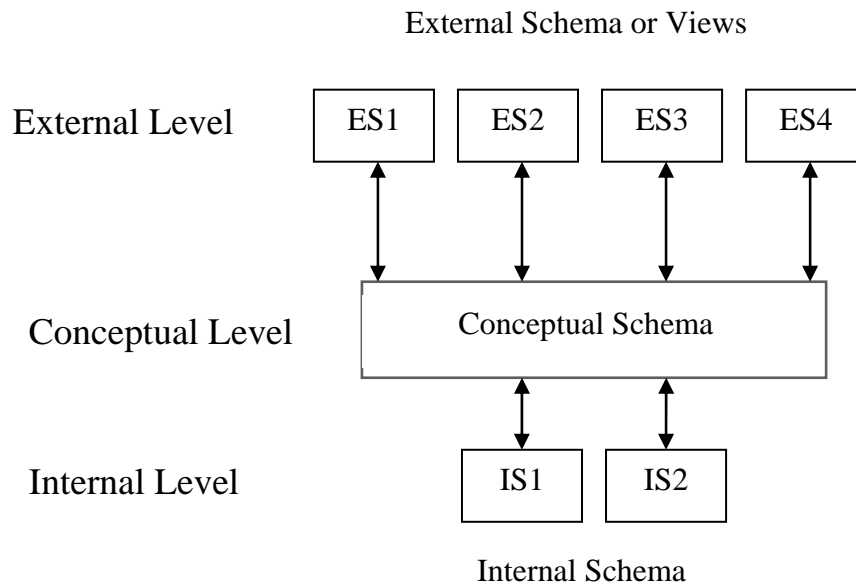 External Schema or Views
External Level
ES1
ES2
ES3
ES4
Conceptual Level
Conceptual Schema
Internal Level
IS1
IS2
Internal Schema